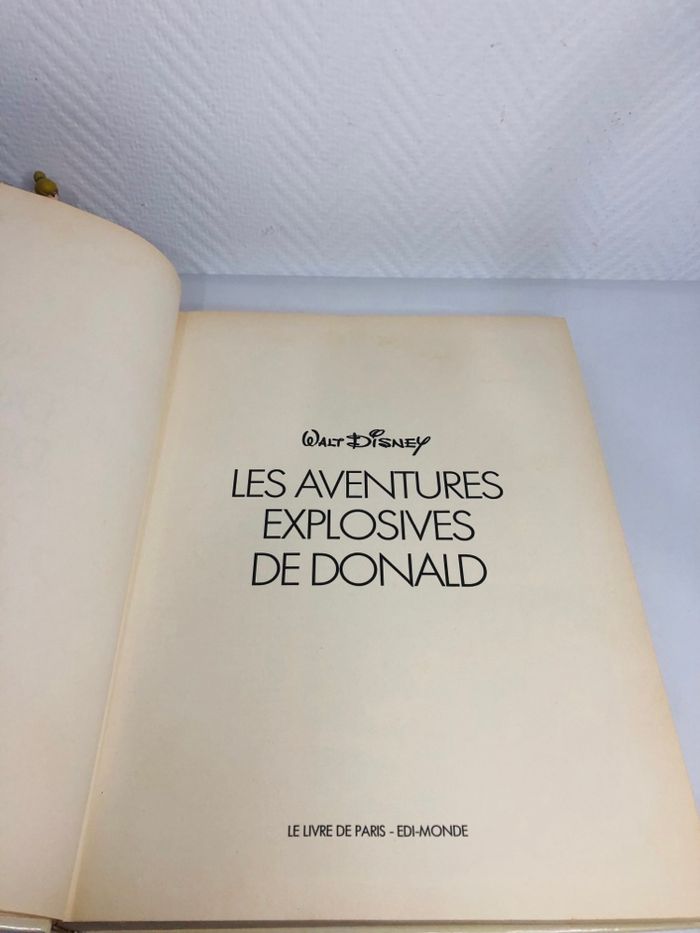 WALT DISNEY
LES AVENTURES
EXPLOSIVES
DE DONALD
LE LIVRE DE PARIS - EDI-MONDE